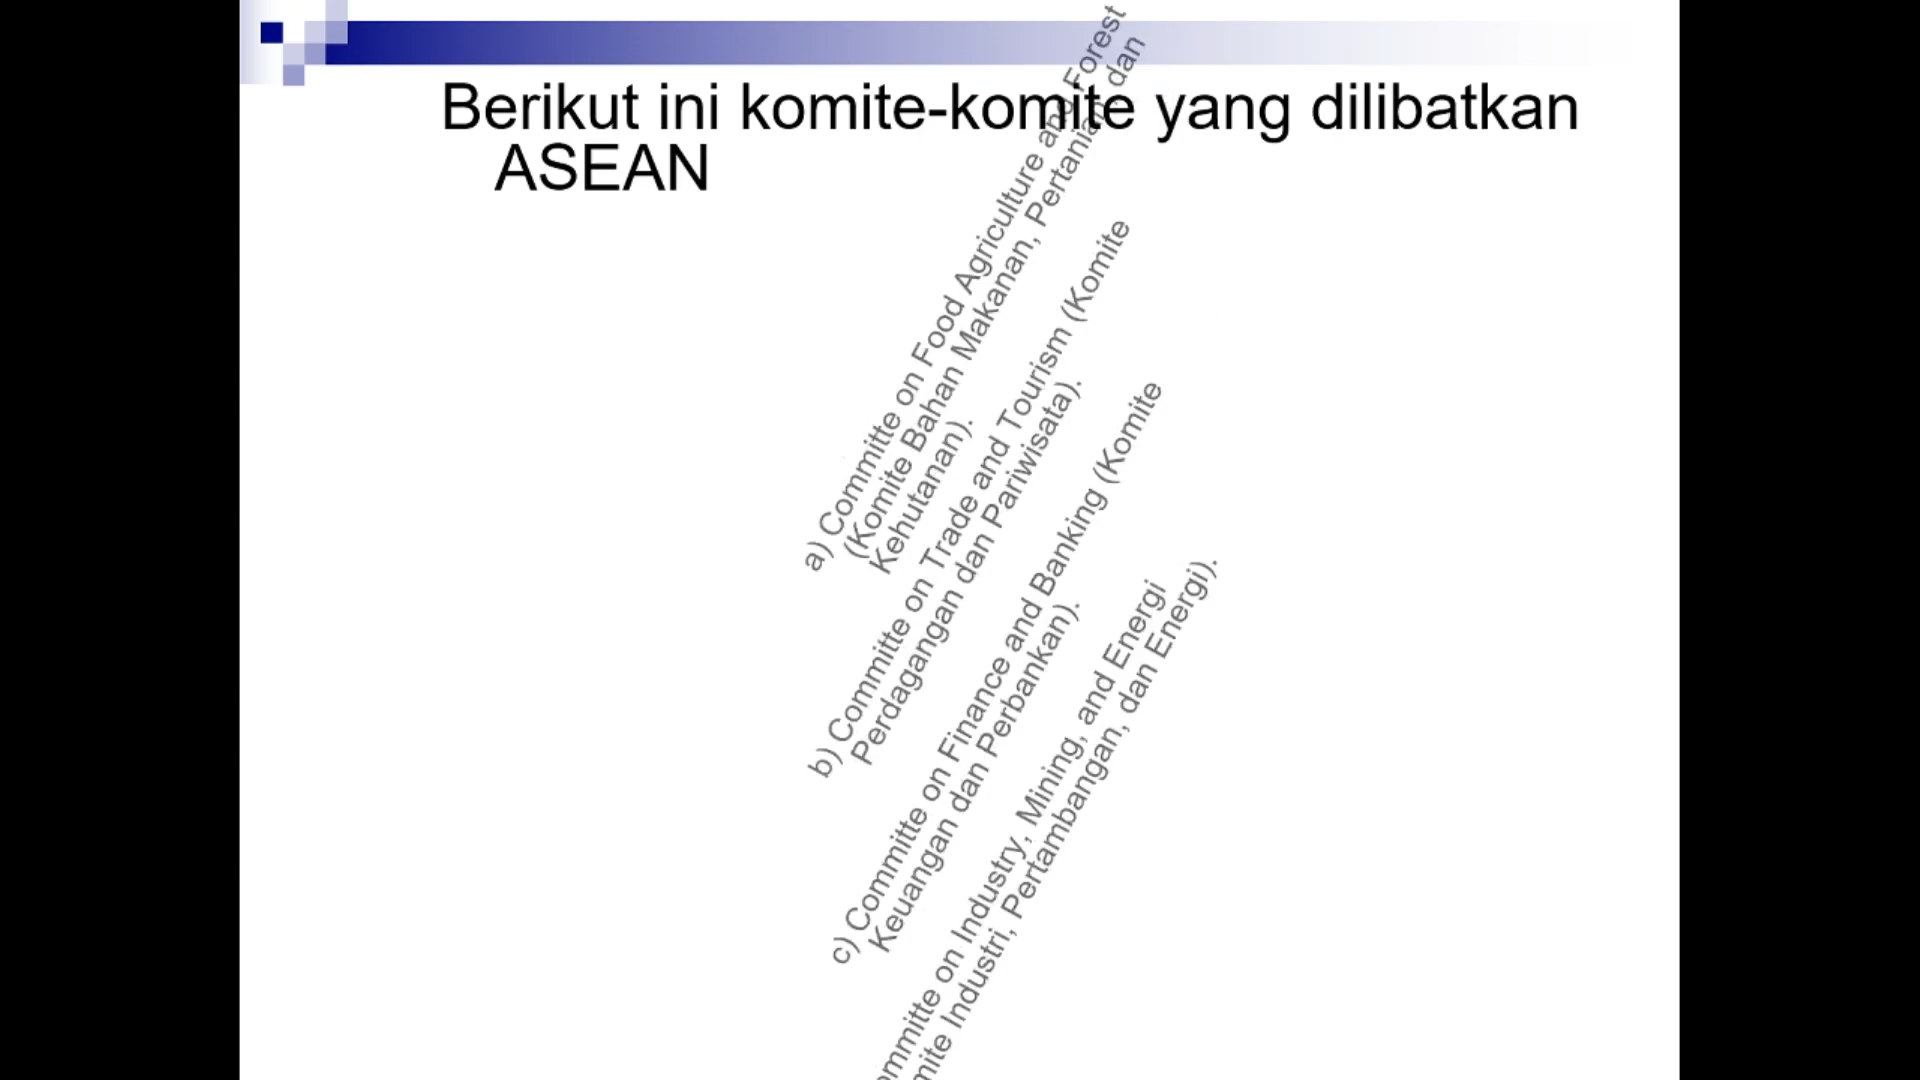 Berikut ini komite-komite yang dilibatkan
ASEAN
a) Committe on Food Agriculture and Forest
(Komite Bahan Makanan, Pertanian, dan
Kehutanan).
b) Committe on Trade and Tourism (Komite
Perdagangan dan Pariwisata).
c) Committe on Finance and Banking (Komite
Keuangan dan Perbankan).
ommitte on Industry, Mining, and Energi
mite Industri, Pertambangan, dan Energi).